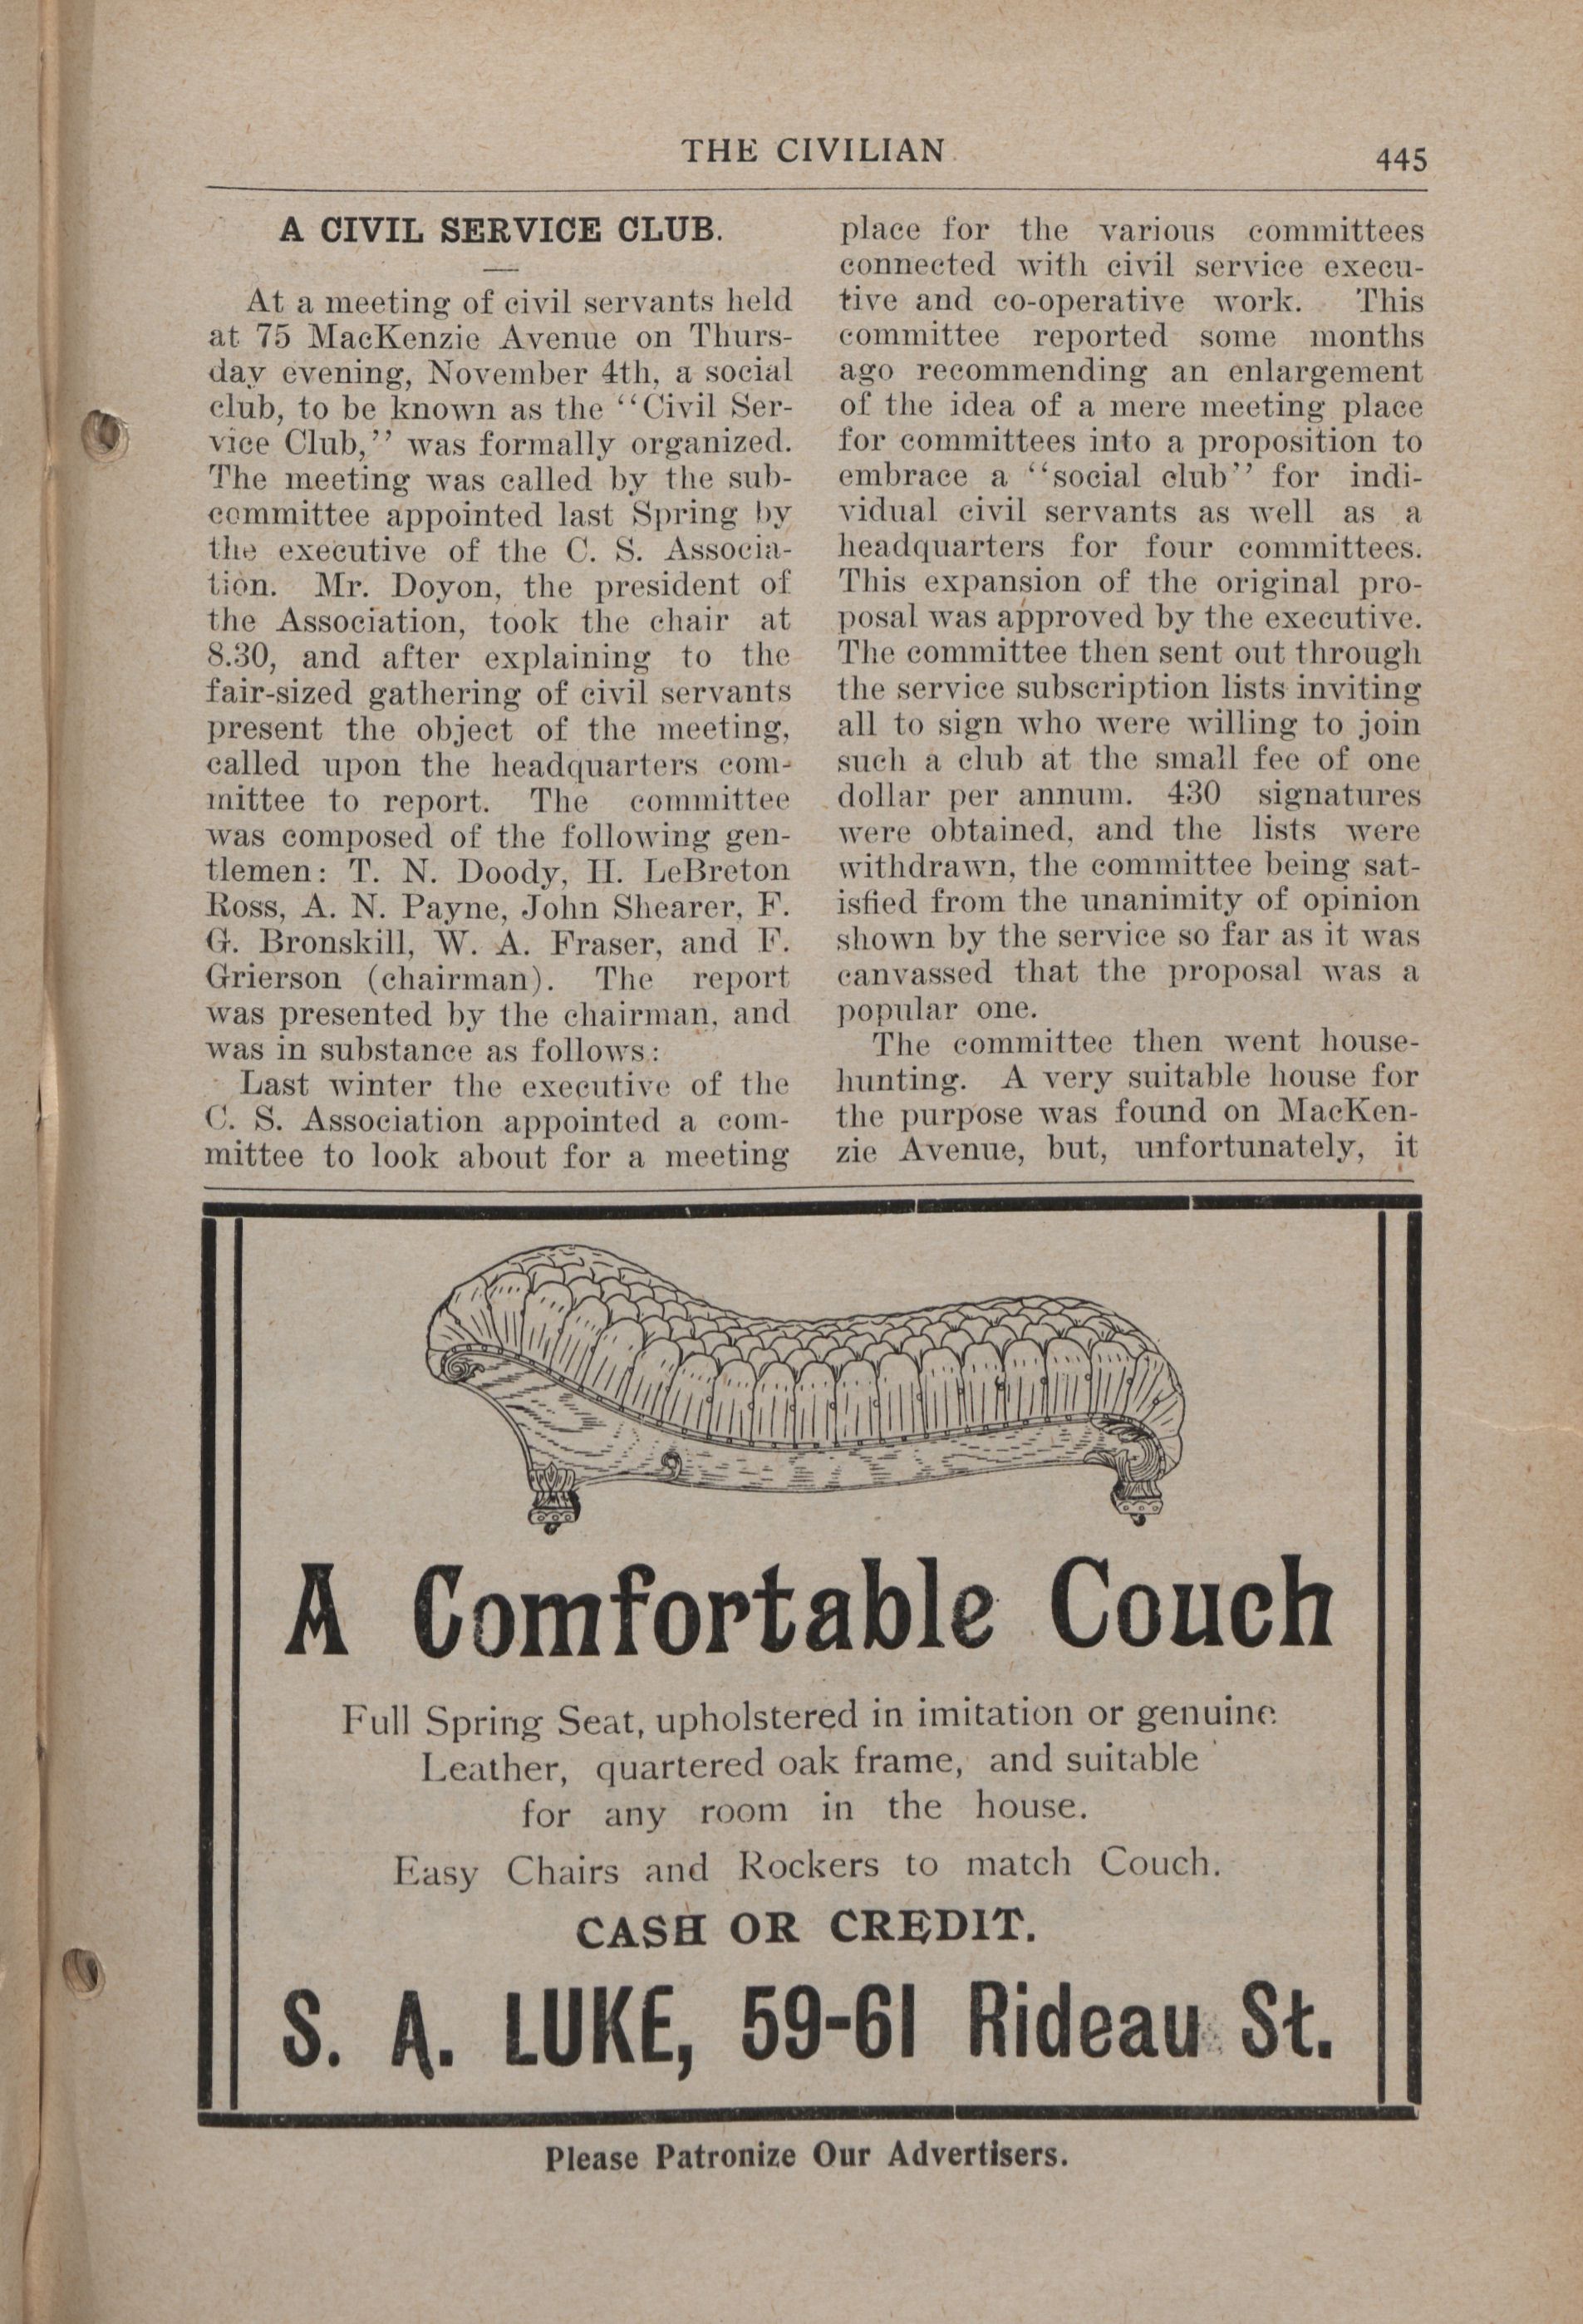 THE CIVILIAN
445
A CIVIL SERVICE CLUB.
At a meeting of civil servants held
at 75 MacKenzie Avenue on Thurs-
day evening, November 4th, a social
club, to be known as the "Civil Ser-
vice Club," was formally organized.
The meeting was called by the sub-
committee appointed last Spring by
the executive of the C. S. Associa-
tion. Mr. Doyon, the president of
the Association, took the chair at
8.30, and after explaining to the
fair-sized gathering of civil servants
present the object of the meeting,
called upon the headquarters com-
mittee to report. The committee
was composed of the following gen-
tlemen: T. N. Doody, H. LeBreton
Ross, A. N. Payne, John Shearer, F.
G. Bronskill, W. A. Fraser, and F.
Grierson (chairman). The report
was presented by the chairman, and
was in substance as follows:
Last winter the executive of the
C. S. Association appointed a com-
mittee to look about for a meeting
place for the various committees
connected with civil service execu-
tive and co-operative work. This
committee reported some months
ago recommending an enlargement
of the idea of a mere meeting place
for committees into a proposition to
embrace a "social club" for indi-
vidual civil servants as well as a
headquarters for four committees.
This expansion of the original pro-
posal was approved by the executive.
The committee then sent out through
the service subscription lists inviting
all to sign who were willing to join
such a club at the small fee of one
dollar per annum. 430 signatures
were obtained, and the lists were
withdrawn, the committee being sat-
isfied from the unanimity of opinion
shown by the service so far as it was
canvassed that the proposal was a
popular one.
The committee then went house-
hunting. A very suitable house for
the purpose was found on MacKen-
zie Avenue, but, unfortunately, it
A Comfortable Couch
Full Spring Seat, upholstered in imitation or genuine
Leather, quartered oak frame, and suitable
for any room in the house.
Easy Chairs and Rockers to match Couch.
CASH OR CREDIT.
S. A. LUKE, 59-61 Rideau St.
Please Patronize Our Advertisers.